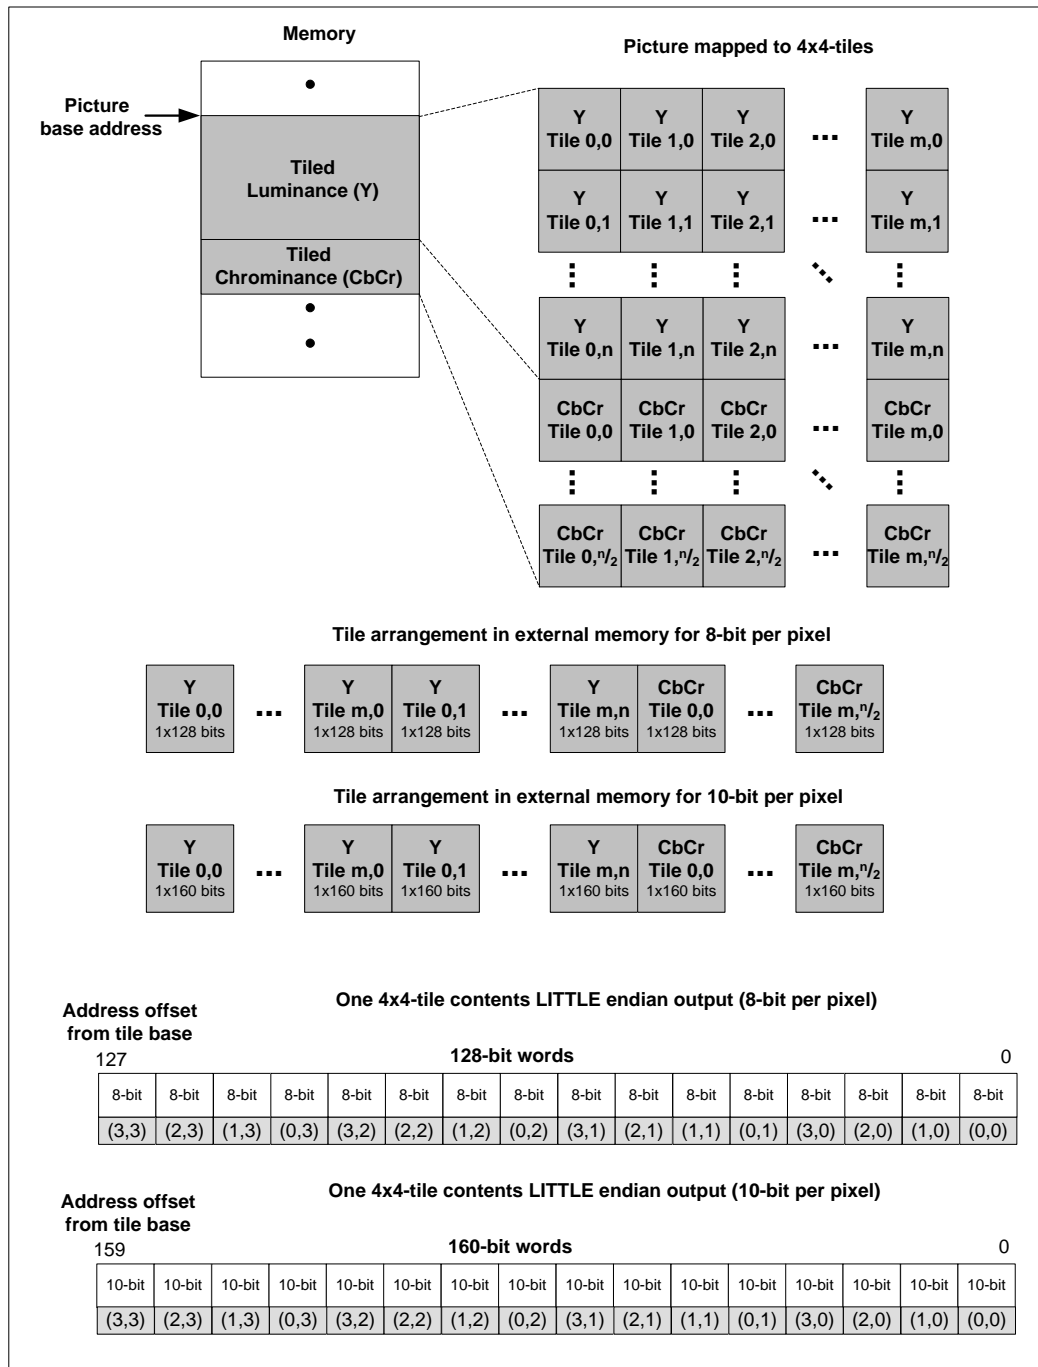 Memory
Picture mapped to 4x4-tiles
Picture
base address
Tiled
Luminance (Y)
Tiled
Chrominance (CbCr)
Y Y Y Y
Tile 0,0 Tile 1,0 Tile 2,0 ... Tile m,0
Y Y Y Y
Tile 0,1 Tile 1,1 Tile 2,1 ... Tile m,1
Y Y Y Y
Tile 0,n Tile 1,n Tile 2,n ... Tile m,n
CbCr CbCr CbCr CbCr
Tile 0,0 Tile 1,0 Tile 2,0 ... Tile m,0
CbCr CbCr CbCr CbCr
Tile 0,n/2 Tile 1,n/2 Tile 2,n/2 ... Tile m,n/2
Tile arrangement in external memory for 8-bit per pixel
Y Y Y Y CbCr CbCr
Tile 0,0 ... Tile m,0 Tile 0,1 ... Tile m,n Tile 0,0 ... Tile m,n/2
1x128 bits 1x128 bits 1x128 bits 1x128 bits 1x128 bits 1x128 bits
Tile arrangement in external memory for 10-bit per pixel
Y Y Y Y CbCr CbCr
Tile 0,0 ... Tile m,0 Tile 0,1 ... Tile m,n Tile 0,0 ... Tile m,n/2
1x160 bits 1x160 bits 1x160 bits 1x160 bits 1x160 bits 1x160 bits
One 4x4-tile contents LITTLE endian output (8-bit per pixel)
Address offset
from tile base
127 128-bit words 0
8-bit 8-bit 8-bit 8-bit 8-bit 8-bit 8-bit 8-bit 8-bit 8-bit 8-bit 8-bit 8-bit 8-bit 8-bit 8-bit
(3,3) (2,3) (1,3) (0,3) (3,2) (2,2) (1,2) (0,2) (3,1) (2,1) (1,1) (0,1) (3,0) (2,0) (1,0) (0,0)
One 4x4-tile contents LITTLE endian output (10-bit per pixel)
Address offset
from tile base
159 160-bit words 0
10-bit 10-bit 10-bit 10-bit 10-bit 10-bit 10-bit 10-bit 10-bit 10-bit 10-bit 10-bit 10-bit 10-bit 10-bit 10-bit
(3,3) (2,3) (1,3) (0,3) (3,2) (2,2) (1,2) (0,2) (3,1) (2,1) (1,1) (0,1) (3,0) (2,0) (1,0) (0,0)